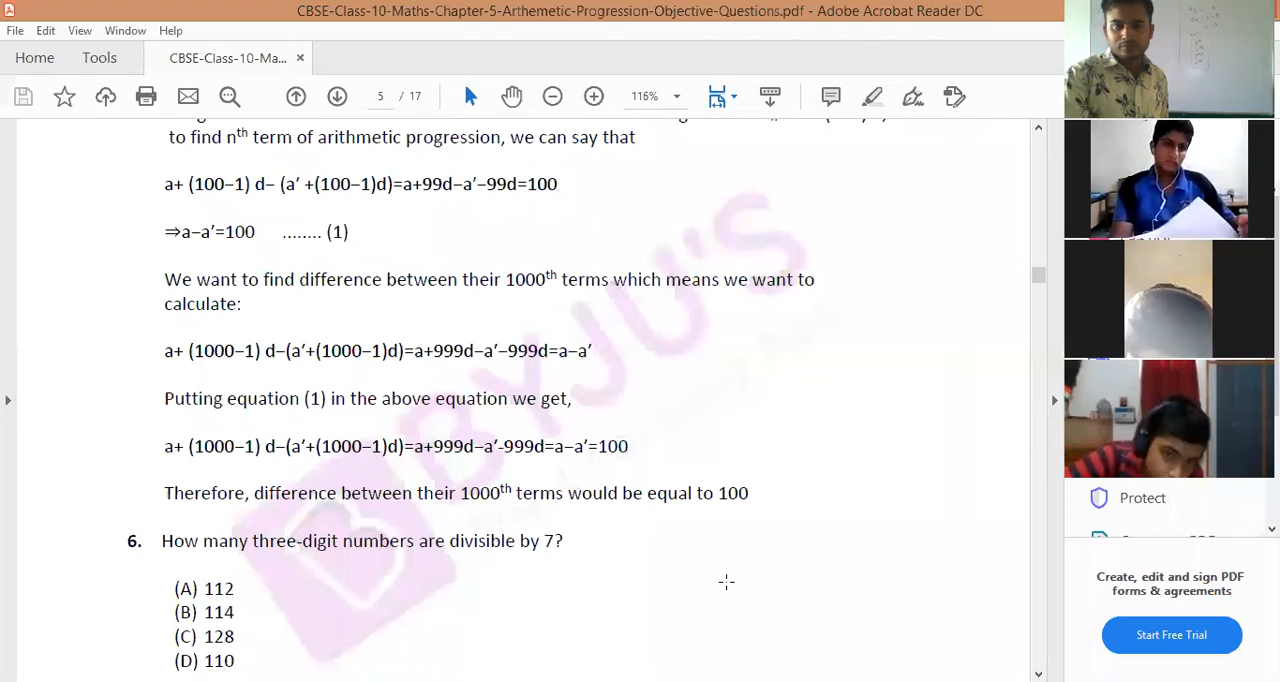 CBSE-Class-10-Maths-Chapter-5-Arthemetic-Progression-Objective-Questions.pdf - Adobe Acrobat Reader DC
File Edit View Window Help
Home Tools CBSE-Class-10-Ma... ×
5 / 17 116%
to find nth term of arithmetic progression, we can say that
a+ (100–1) d– (a′ +(100–1)d)=a+99d–a′–99d=100
⇒a–a′=100 ........ (1)
We want to find difference between their 1000th terms which means we want to
calculate:
a+ (1000–1) d–(a′+(1000–1)d)=a+999d–a′–999d=a–a′
Putting equation (1) in the above equation we get,
a+ (1000–1) d–(a′+(1000–1)d)=a+999d–a′-999d=a–a′=100
Therefore, difference between their 1000th terms would be equal to 100
6. How many three-digit numbers are divisible by 7?
(A) 112
(B) 114
(C) 128
(D) 110
BYJU'S
Protect
Create, edit and sign PDF
forms & agreements
Start Free Trial